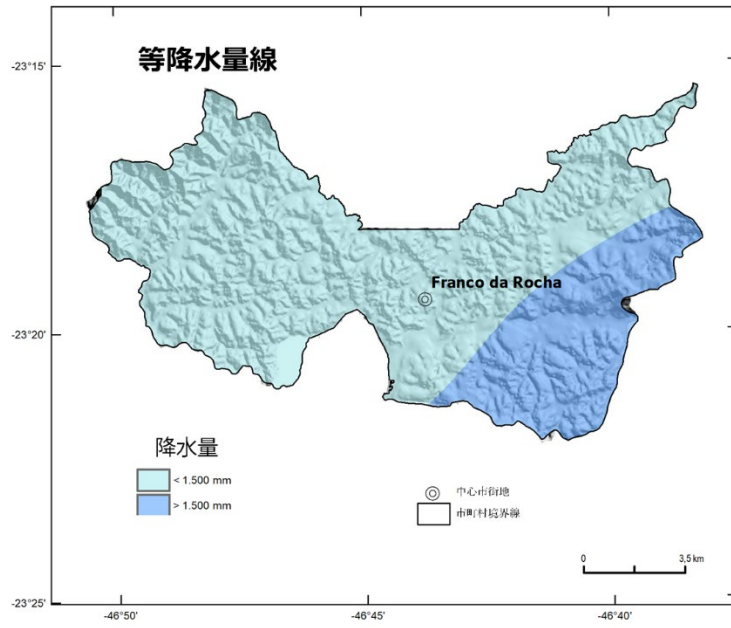 等降水量線
-23°15'
Franco da Rocha
-23°20'
降水量
< 1.500 mm
> 1.500 mm
中心市街地
市町村境界線
0 3,5 km
-23°25'
-46°50' -46°45' -46°40'